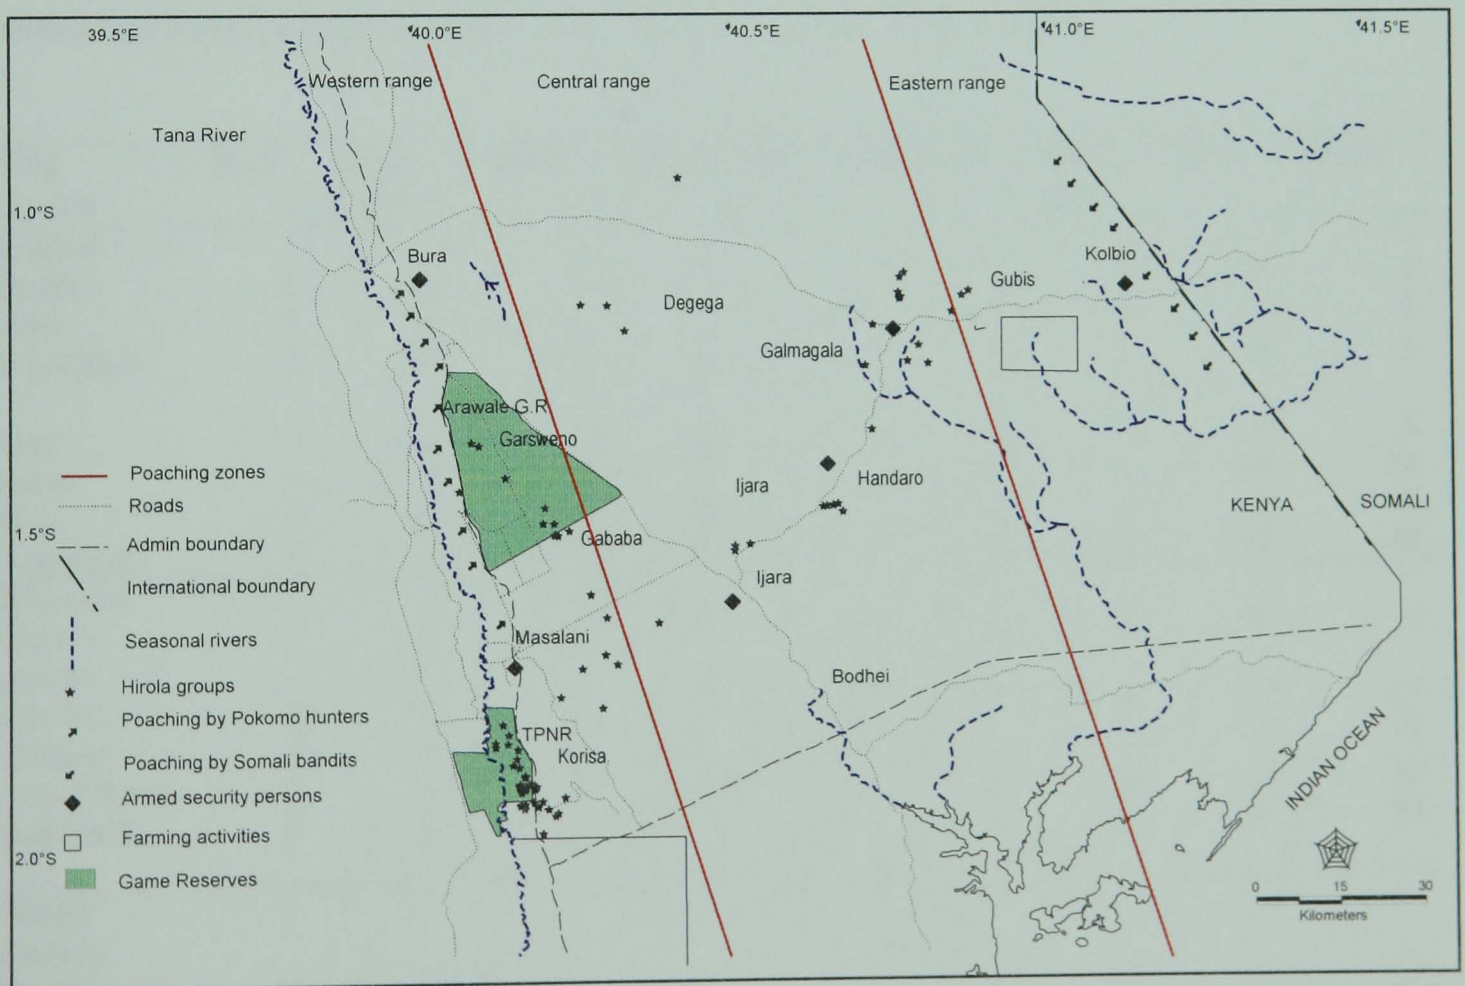 39.5°E
40.0°E
40.5°E
41.0°E
41.5°E
Western range
Central range
Eastern range
Tana River
1.0°S
Bura
Kolbio
Gubis
Degega
Galmagala
Arawale G.R
Garsweno
Poaching zones
Ijara
Handaro
KENYA
SOMALI
Roads
1.5°S
Admin boundary
Gababa
International boundary
Ijara
Seasonal rivers
Masalani
Hirola groups
Bodhei
Poaching by Pokomo hunters
TPNR
Korisa
Poaching by Somali bandits
INDIAN OCEAN
Armed security persons
Farming activities
2.0°S
Game Reserves
0 15 30
Kilometers